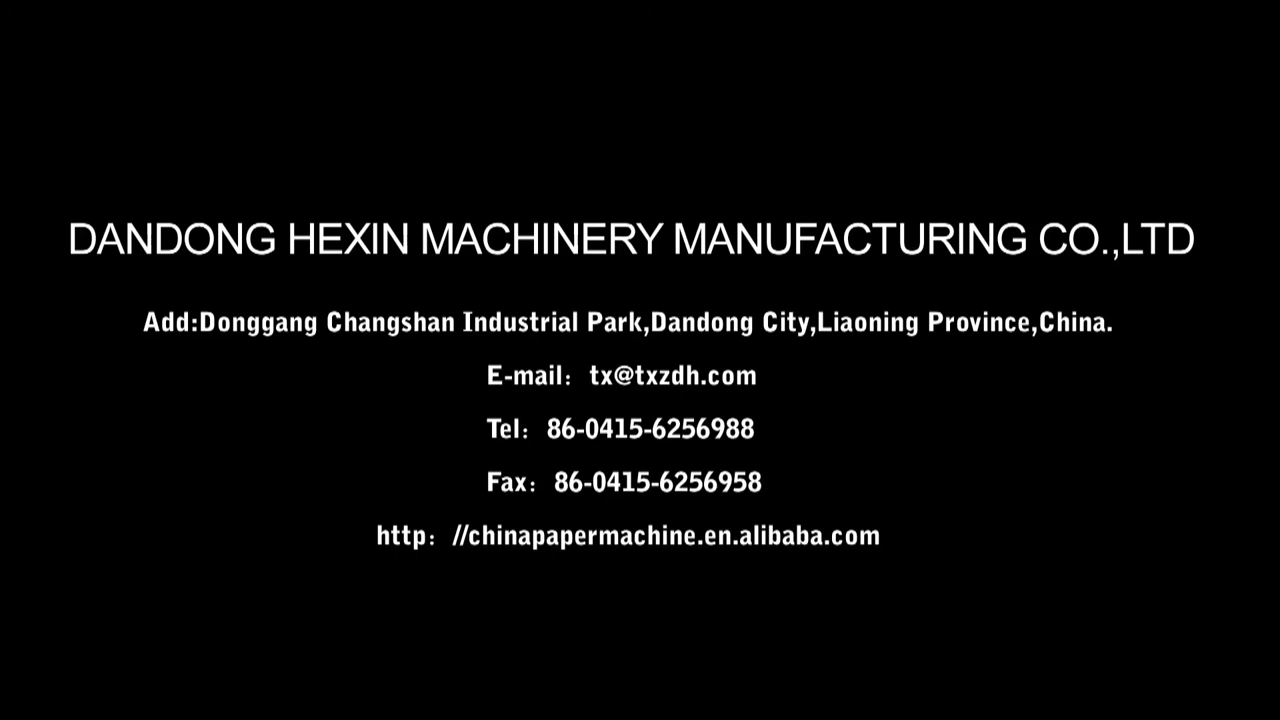 DANDONG HEXIN MACHINERY MANUFACTURING CO.,LTD
Add:Donggang Changshan Industrial Park,Dandong City,Liaoning Province,China.
E-mail：tx@txzdh.com
Tel：86-0415-6256988
Fax：86-0415-6256958
http：//chinapapermachine.en.alibaba.com